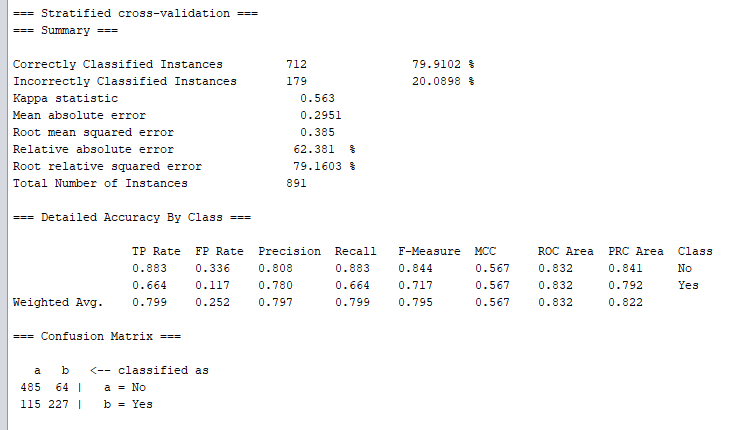 === Stratified cross-validation ===
=== Summary ===
Correctly Classified Instances 712 79.9102 %
Incorrectly Classified Instances 179 20.0898 %
Kappa statistic 0.563
Mean absolute error 0.2951
Root mean squared error 0.385
Relative absolute error 62.381 %
Root relative squared error 79.1603 %
Total Number of Instances 891
=== Detailed Accuracy By Class ===
TP Rate FP Rate Precision Recall F-Measure MCC ROC Area PRC Area Class
0.883 0.336 0.808 0.883 0.844 0.567 0.832 0.841 No
0.664 0.117 0.780 0.664 0.717 0.567 0.832 0.792 Yes
Weighted Avg. 0.799 0.252 0.797 0.799 0.795 0.567 0.832 0.822
=== Confusion Matrix ===
a b <-- classified as
485 64 | a = No
115 227 | b = Yes